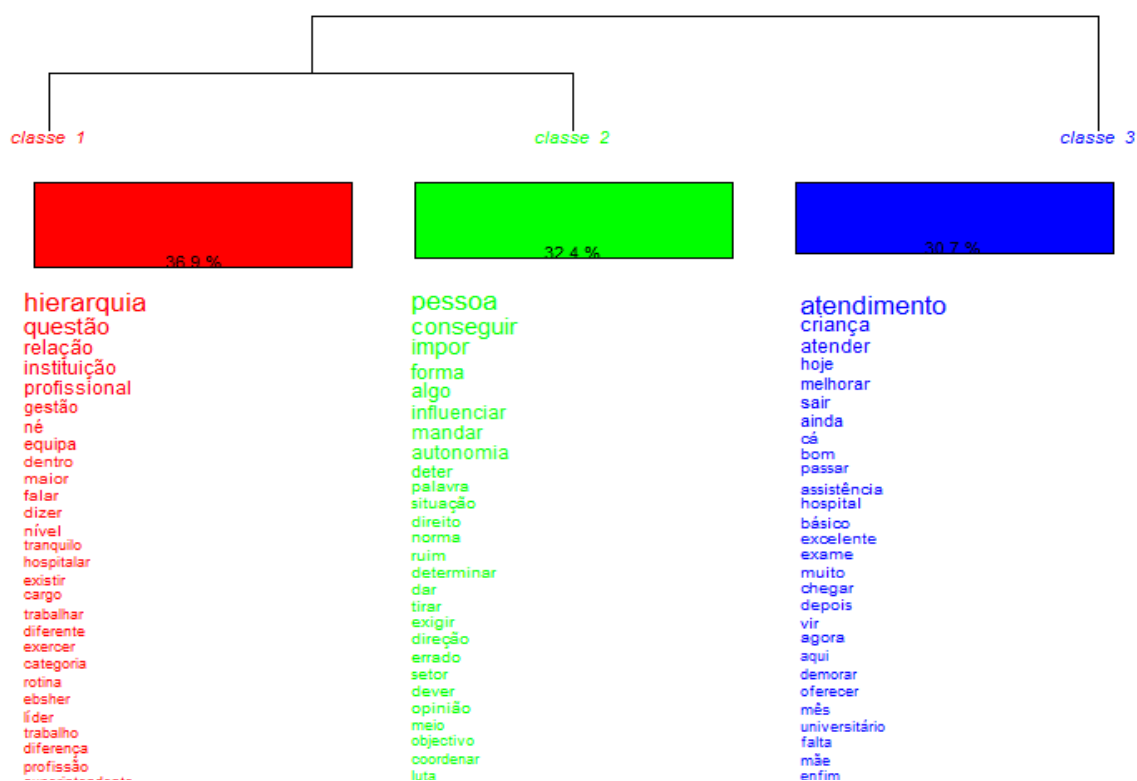 classe 1
classe 2
classe 3
36.9 %
32.4 %
30.7 %
hierarquia
questão
relação
instituição
profissional
gestão
né
equipa
dentro
maior
falar
dizer
nível
tranquilo
hospitalar
existir
cargo
trabalhar
diferente
exercer
categoria
rotina
ebsher
líder
trabalho
diferença
profissão
pessoa
conseguir
impor
forma
algo
influenciar
mandar
autonomia
deter
palavra
situação
direito
norma
ruim
determinar
dar
tirar
exigir
direção
errado
setor
dever
opinião
meio
objectivo
coordenar
luta
atendimento
criança
atender
hoje
melhorar
sair
ainda
cá
bom
passar
assistência
hospital
básico
excelente
exame
muito
chegar
depois
vir
agora
aqui
demorar
oferecer
mês
universitário
falta
mãe
enfim